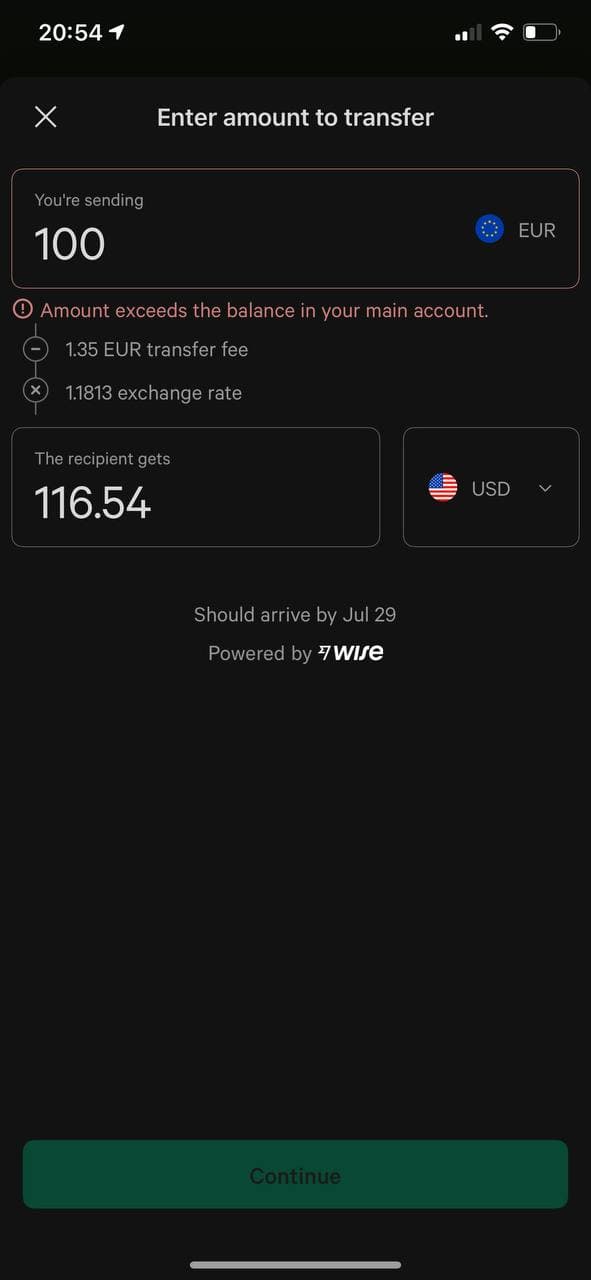 20:54
Enter amount to transfer
You're sending
100
EUR
Amount exceeds the balance in your main account.
1.35 EUR transfer fee
1.1813 exchange rate
The recipient gets
116.54
USD
Should arrive by Jul 29
Powered by wise
Continue